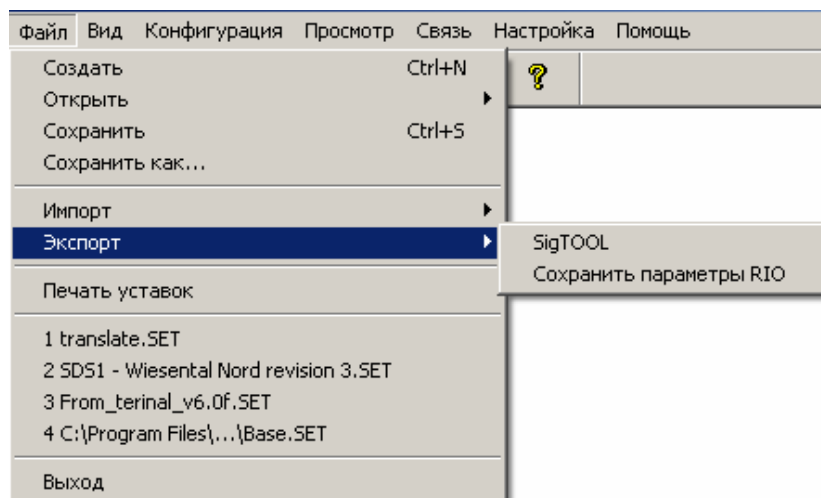 Файл Вид Конфигурация Просмотр Связь Настройка Помощь
Создать Ctrl+N
Открыть
Сохранить Ctrl+S
Сохранить как...
Импорт
Экспорт
SigTOOL
Сохранить параметры RIO
Печать уставок
1 translate.SET
2 SDS1 - Wiesental Nord revision 3.SET
3 From_terinal_v6.0f.SET
4 C:\Program Files\...\Base.SET
Выход